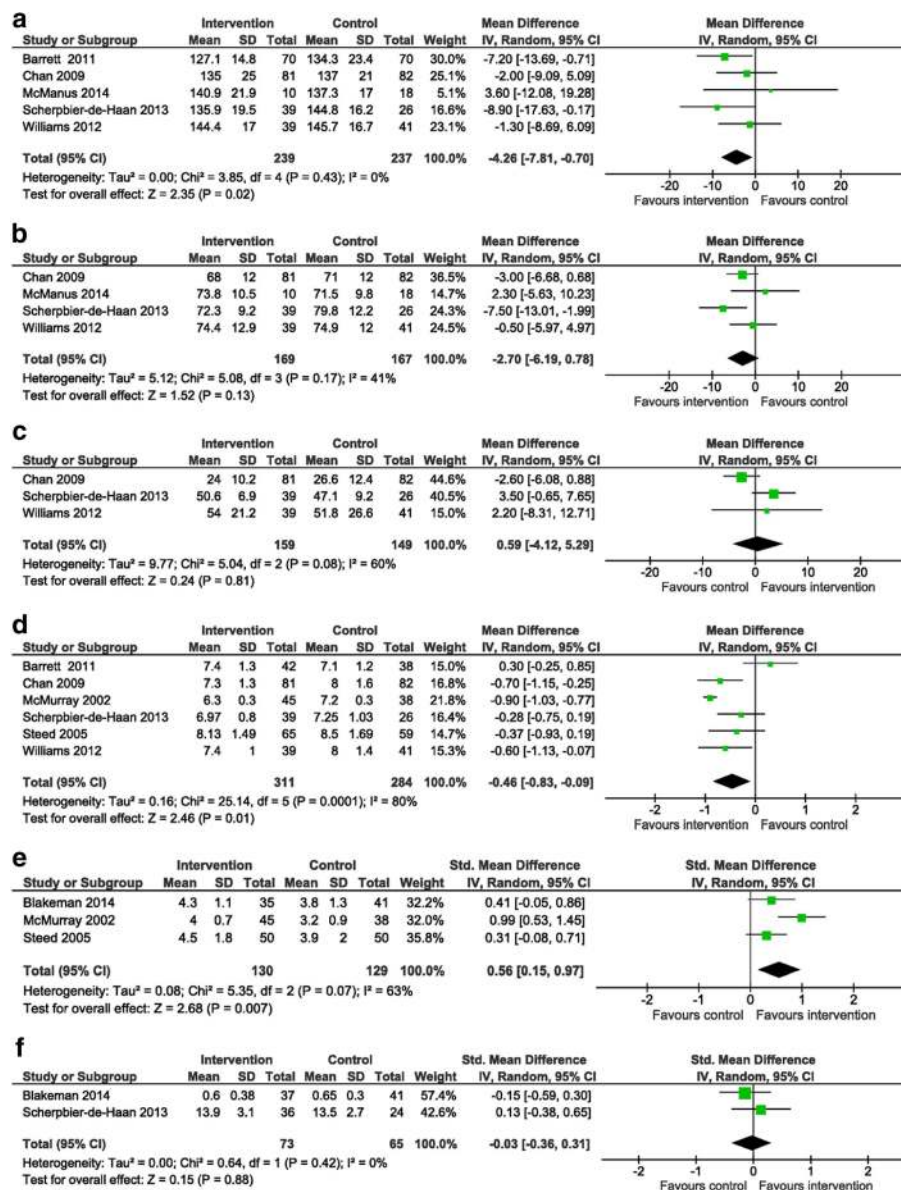 a
Intervention Control Mean Difference Mean Difference
Study or Subgroup Mean SD Total Mean SD Total Weight IV, Random, 95% CI IV, Random, 95% CI
Barrett 2011 127.1 14.8 70 134.3 23.4 70 30.0% -7.20 [-13.69, -0.71]
Chan 2009 135 25 81 137 21 82 25.1% -2.00 [-9.09, 5.09]
McManus 2014 140.9 21.9 10 137.3 17 18 5.1% 3.60 [-12.08, 19.28]
Scherpbier-de-Haan 2013 135.9 19.5 39 144.8 16.2 26 16.6% -8.90 [-17.63, -0.17]
Williams 2012 144.4 17 39 145.7 16.7 41 23.1% -1.30 [-8.69, 6.09]
Total (95% CI) 239 237 100.0% -4.26 [-7.81, -0.70]
Heterogeneity: Tau² = 0.00; Chi² = 3.85, df = 4 (P = 0.43); I² = 0%
Test for overall effect: Z = 2.35 (P = 0.02)
-20 -10 0 10 20
Favours intervention Favours control
b
Intervention Control Mean Difference Mean Difference
Study or Subgroup Mean SD Total Mean SD Total Weight IV, Random, 95% CI IV, Random, 95% CI
Chan 2009 68 12 81 71 12 82 36.5% -3.00 [-6.68, 0.68]
McManus 2014 73.8 10.5 10 71.5 9.8 18 14.7% 2.30 [-5.63, 10.23]
Scherpbier-de-Haan 2013 72.3 9.2 39 79.8 12.2 26 24.3% -7.50 [-13.01, -1.99]
Williams 2012 74.4 12.9 39 74.9 12 41 24.5% -0.50 [-5.97, 4.97]
Total (95% CI) 169 167 100.0% -2.70 [-6.19, 0.78]
Heterogeneity: Tau² = 5.12; Chi² = 5.08, df = 3 (P = 0.17); I² = 41%
Test for overall effect: Z = 1.52 (P = 0.13)
-20 -10 0 10 20
Favours intervention Favours control
c
Intervention Control Mean Difference Mean Difference
Study or Subgroup Mean SD Total Mean SD Total Weight IV, Random, 95% CI IV, Random, 95% CI
Chan 2009 24 10.2 81 26.6 12.4 82 44.6% -2.60 [-6.08, 0.88]
Scherpbier-de-Haan 2013 50.6 6.9 39 47.1 9.2 26 40.5% 3.50 [-0.65, 7.65]
Williams 2012 54 21.2 39 51.8 26.6 41 15.0% 2.20 [-8.31, 12.71]
Total (95% CI) 159 149 100.0% 0.59 [-4.12, 5.29]
Heterogeneity: Tau² = 9.77; Chi² = 5.04, df = 2 (P = 0.08); I² = 60%
Test for overall effect: Z = 0.24 (P = 0.81)
-20 -10 0 10 20
Favours control Favours intervention
d
Intervention Control Mean Difference Mean Difference
Study or Subgroup Mean SD Total Mean SD Total Weight IV, Random, 95% CI IV, Random, 95% CI
Barrett 2011 7.4 1.3 42 7.1 1.2 38 15.0% 0.30 [-0.25, 0.85]
Chan 2009 7.3 1.3 81 8 1.6 82 16.8% -0.70 [-1.15, -0.25]
McMurray 2002 6.3 0.3 45 7.2 0.3 38 21.8% -0.90 [-1.03, -0.77]
Scherpbier-de-Haan 2013 6.97 0.8 39 7.25 1.03 26 16.4% -0.28 [-0.75, 0.19]
Steed 2005 8.13 1.49 65 8.5 1.69 59 14.7% -0.37 [-0.93, 0.19]
Williams 2012 7.4 1 39 8 1.4 41 15.3% -0.60 [-1.13, -0.07]
Total (95% CI) 311 284 100.0% -0.46 [-0.83, -0.09]
Heterogeneity: Tau² = 0.16; Chi² = 25.14, df = 5 (P = 0.0001); I² = 80%
Test for overall effect: Z = 2.46 (P = 0.01)
-2 -1 0 1 2
Favours intervention Favours control
e
Intervention Control Std. Mean Difference Std. Mean Difference
Study or Subgroup Mean SD Total Mean SD Total Weight IV, Random, 95% CI IV, Random, 95% CI
Blakeman 2014 4.3 1.1 35 3.8 1.3 41 32.2% 0.41 [-0.05, 0.86]
McMurray 2002 4 0.7 45 3.2 0.9 38 32.0% 0.99 [0.53, 1.45]
Steed 2005 4.5 1.8 50 3.9 2 50 35.8% 0.31 [-0.08, 0.71]
Total (95% CI) 130 129 100.0% 0.56 [0.15, 0.97]
Heterogeneity: Tau² = 0.08; Chi² = 5.35, df = 2 (P = 0.07); I² = 63%
Test for overall effect: Z = 2.68 (P = 0.007)
-2 -1 0 1 2
Favours control Favours intervention
f
Intervention Control Std. Mean Difference Std. Mean Difference
Study or Subgroup Mean SD Total Mean SD Total Weight IV, Random, 95% CI IV, Random, 95% CI
Blakeman 2014 0.6 0.38 37 0.65 0.3 41 57.4% -0.15 [-0.59, 0.30]
Scherpbier-de-Haan 2013 13.9 3.1 36 13.5 2.7 24 42.6% 0.13 [-0.38, 0.65]
Total (95% CI) 73 65 100.0% -0.03 [-0.36, 0.31]
Heterogeneity: Tau² = 0.00; Chi² = 0.64, df = 1 (P = 0.42); I² = 0%
Test for overall effect: Z = 0.15 (P = 0.88)
-2 -1 0 1 2
Favours control Favours intervention